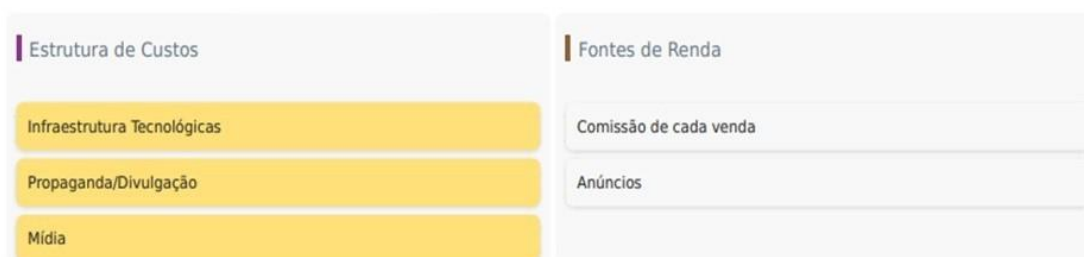 Estrutura de Custos
Infraestrutura Tecnológicas
Propaganda/Divulgação
Mídia
Fontes de Renda
Comissão de cada venda
Anúncios